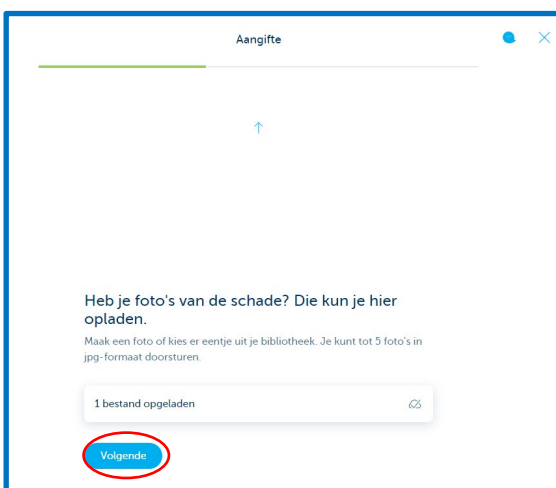 Aangifte
Heb je foto's van de schade? Die kun je hier
opladen.
Maak een foto of kies er eentje uit je bibliotheek. Je kunt tot 5 foto's in
jpg-formaat doorsturen.
1 bestand opgeladen
Volgende